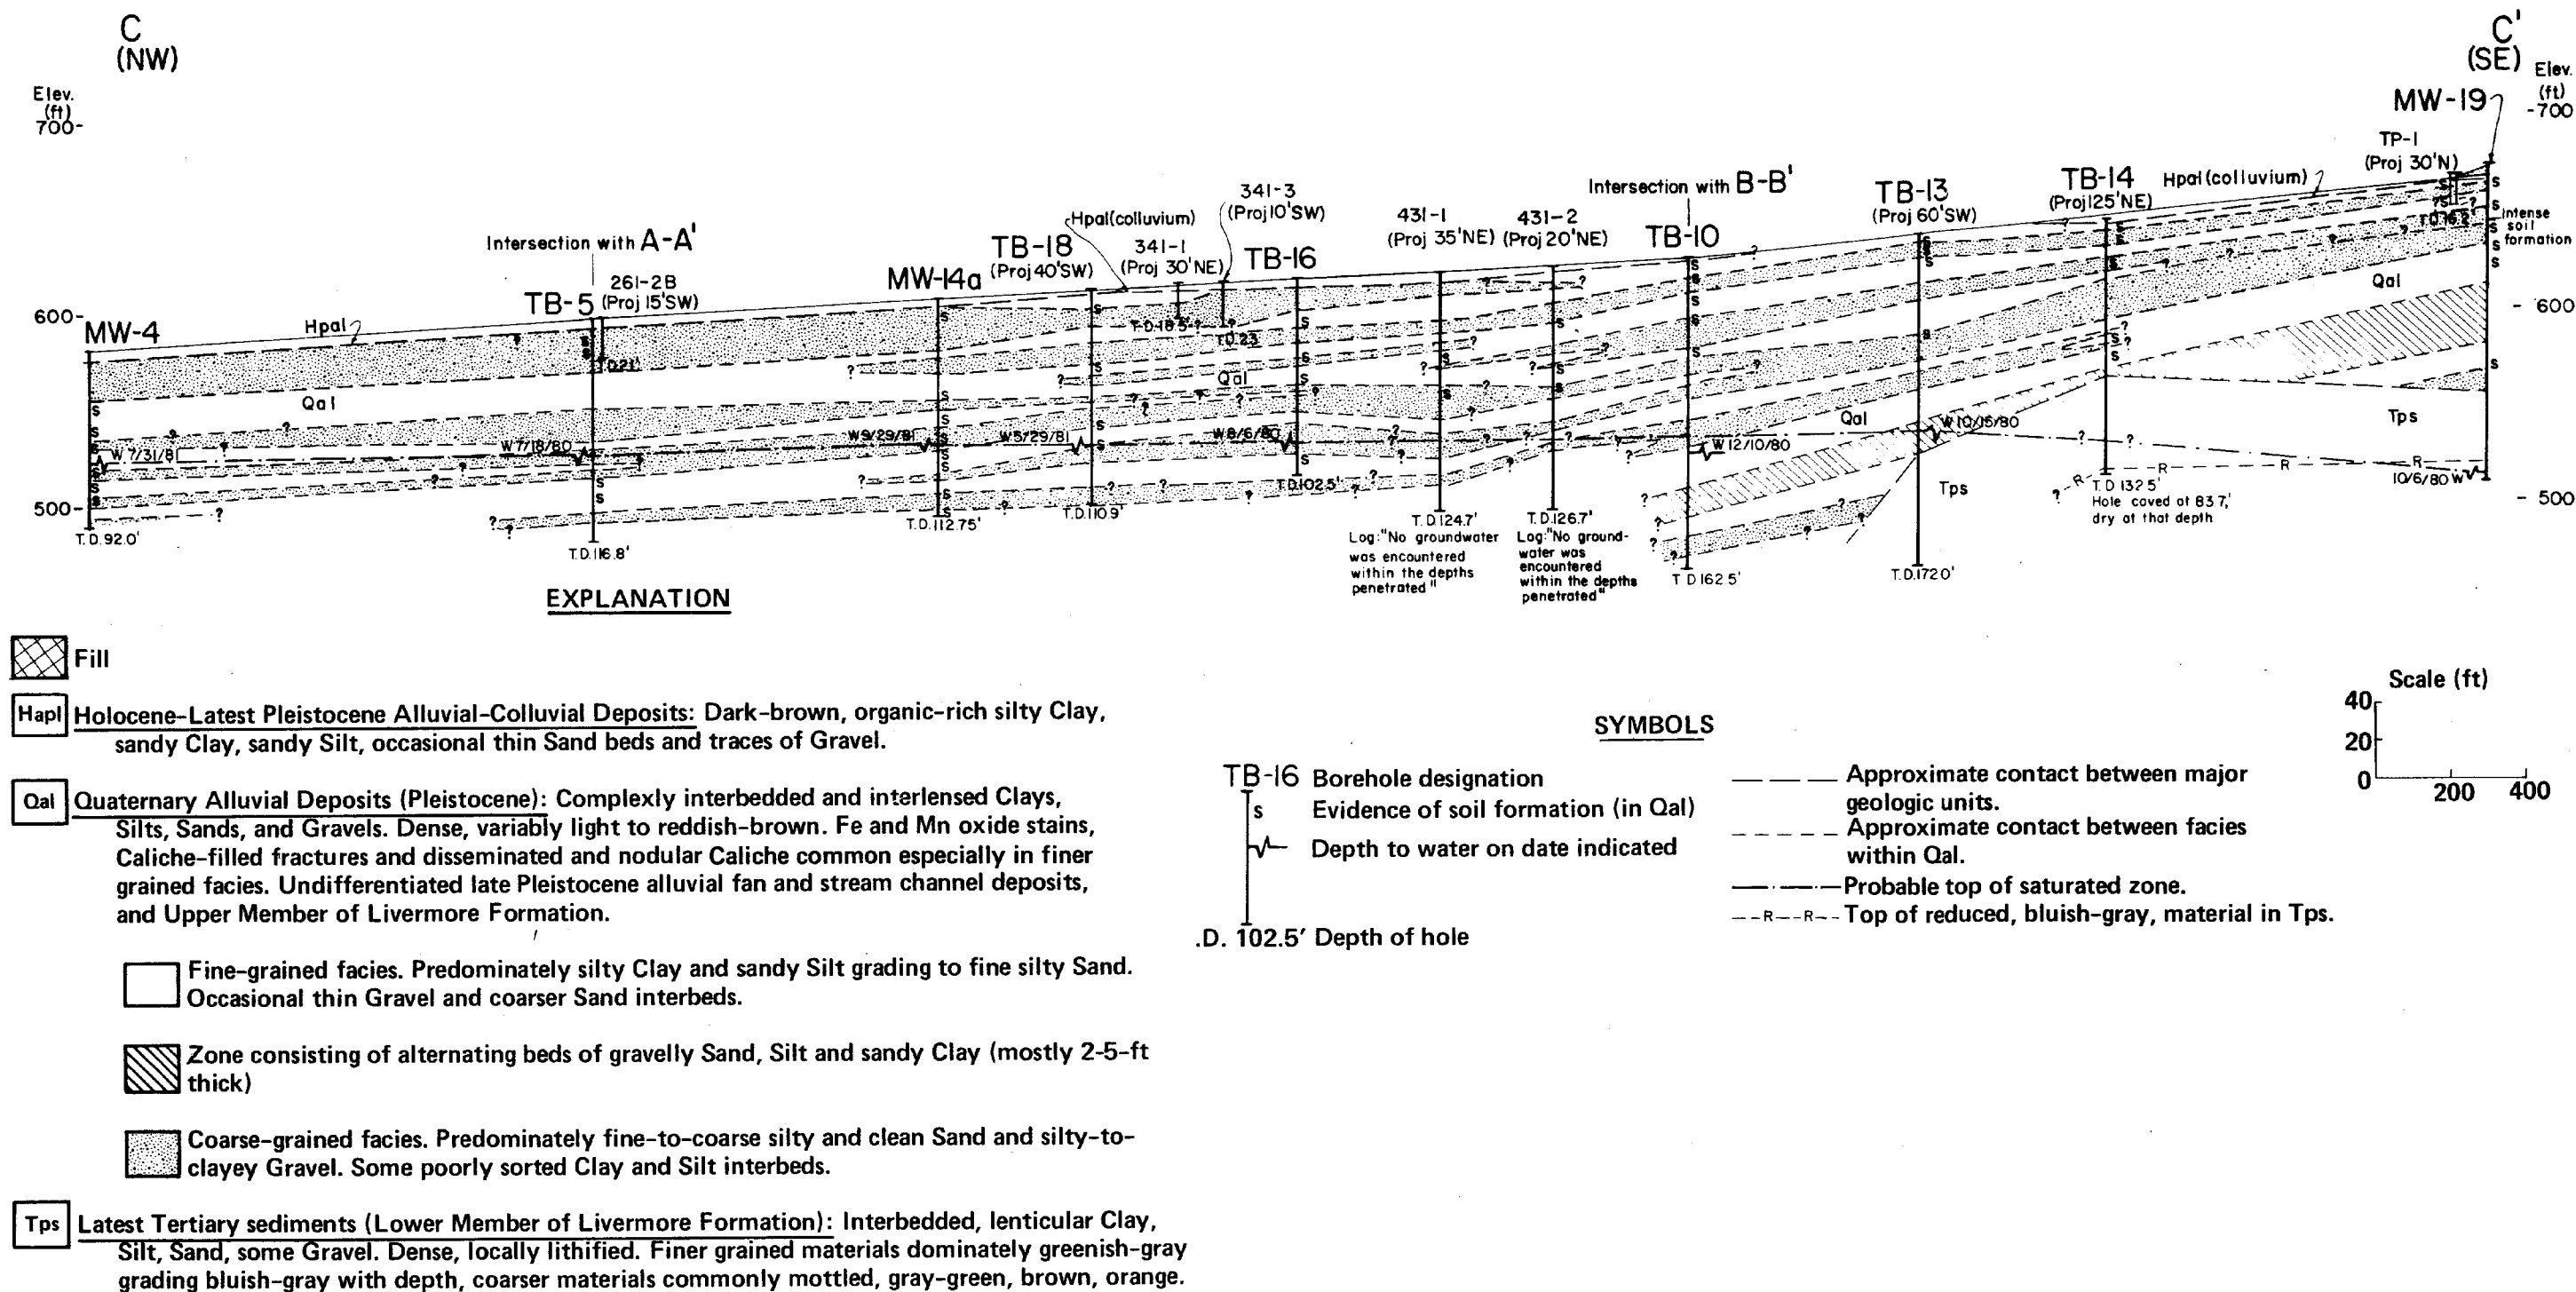 C
(NW)
C'
(SE)
Elev.
(ft)
700-
Elev.
(ft)
-700
MW-19
TP-1
(Proj 30'N)
Hpal (colluvium)
TB-14
(Proj 125' NE)
TB-13
(Proj 60' SW)
Intersection with B-B'
TB-10
341-3
(Proj 10' SW)
431-1
(Proj 35' NE)
431-2
(Proj 20' NE)
Hpal (colluvium)
341-1
(Proj 30' NE)
TB-16
TB-18
(Proj 40' SW)
MW-14a
Intersection with A-A'
261-2B
(Proj 15' SW)
TB-5
Hpal
MW-4
600-
- 600
Intense
soil
formation
T.D. 16.2'
T.D. 18.5'
T.D. 23'
T.D. 21'
Qal
Qal
Qal
Qal
Tps
Tps
W 7/31/81
W 7/18/80
W 9/29/81
W 5/29/81
W 8/6/80
W 12/10/80
W 10/15/80
10/6/80 W
500-
- 500
T.D. 92.0'
T.D. 116.8'
T.D. 112.75'
T.D. 110.9'
T.D. 102.5'
T.D. 124.7'
Log: "No groundwater
was encountered
within the depths
penetrated"
T.D. 126.7'
Log: "No ground-
water was
encountered
within the depths
penetrated"
T D 162 5'
T.D. 172 0'
T. D 132 5'
Hole caved at 83.7,'
dry at that depth
EXPLANATION
Fill
Hapl Holocene-Latest Pleistocene Alluvial-Colluvial Deposits: Dark-brown, organic-rich silty Clay,
sandy Clay, sandy Silt, occasional thin Sand beds and traces of Gravel.
Qal Quaternary Alluvial Deposits (Pleistocene): Complexly interbedded and interlensed Clays,
Silts, Sands, and Gravels. Dense, variably light to reddish-brown. Fe and Mn oxide stains,
Caliche-filled fractures and disseminated and nodular Caliche common especially in finer
grained facies. Undifferentiated late Pleistocene alluvial fan and stream channel deposits,
and Upper Member of Livermore Formation.
Fine-grained facies. Predominately silty Clay and sandy Silt grading to fine silty Sand.
Occasional thin Gravel and coarser Sand interbeds.
Zone consisting of alternating beds of gravelly Sand, Silt and sandy Clay (mostly 2-5-ft
thick)
Coarse-grained facies. Predominately fine-to-coarse silty and clean Sand and silty-to-
clayey Gravel. Some poorly sorted Clay and Silt interbeds.
Tps Latest Tertiary sediments (Lower Member of Livermore Formation): Interbedded, lenticular Clay,
Silt, Sand, some Gravel. Dense, locally lithified. Finer grained materials dominately greenish-gray
grading bluish-gray with depth, coarser materials commonly mottled, gray-green, brown, orange.
SYMBOLS
TB-16 Borehole designation
s Evidence of soil formation (in Qal)
Depth to water on date indicated
.D. 102.5' Depth of hole
Approximate contact between major
geologic units.
Approximate contact between facies
within Qal.
Probable top of saturated zone.
--R--R-- Top of reduced, bluish-gray, material in Tps.
Scale (ft)
40
20
0
200 400